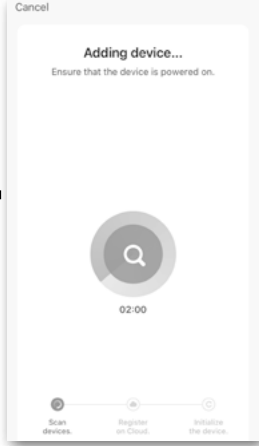 Cancel
Adding device...
Ensure that the device is powered on.
02:00
Scan
devices.
Register
on Cloud.
Initialize
the device.